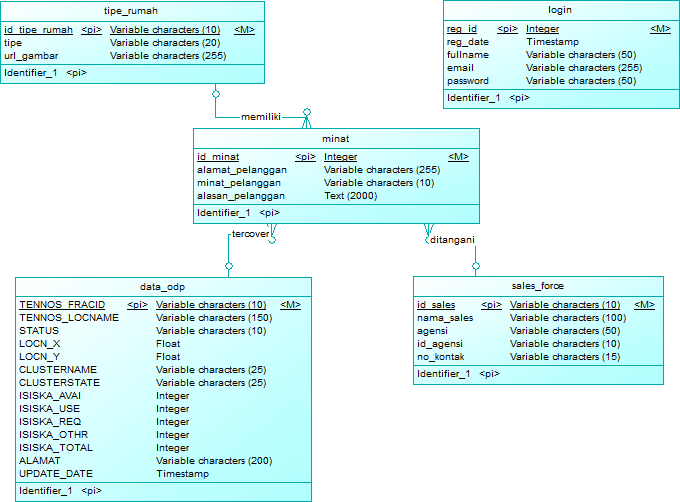 tipe_rumah
id_tipe_rumah <pi> Variable characters (10) <M>
tipe Variable characters (20)
url_gambar Variable characters (255)
Identifier_1 <pi>
login
reg_id <pi> Integer <M>
reg_date Timestamp
fullname Variable characters (50)
email Variable characters (255)
password Variable characters (50)
Identifier_1 <pi>
memiliki
minat
id_minat <pi> Integer <M>
alamat_pelanggan Variable characters (255)
minat_pelanggan Variable characters (10)
alasan_pelanggan Text (2000)
Identifier_1 <pi>
tercover
ditangani
data_odp
TENNOS_FRACID <pi> Variable characters (10) <M>
TENNOS_LOCNAME Variable characters (150)
STATUS Variable characters (10)
LOCN_X Float
LOCN_Y Float
CLUSTERNAME Variable characters (25)
CLUSTERSTATE Variable characters (25)
ISISKA_AVAI Integer
ISISKA_USE Integer
ISISKA_REQ Integer
ISISKA_OTHR Integer
ISISKA_TOTAL Integer
ALAMAT Variable characters (200)
UPDATE_DATE Timestamp
Identifier_1 <pi>
sales_force
id_sales <pi> Variable characters (10) <M>
nama_sales Variable characters (100)
agensi Variable characters (50)
id_agensi Variable characters (10)
no_kontak Variable characters (15)
Identifier_1 <pi>